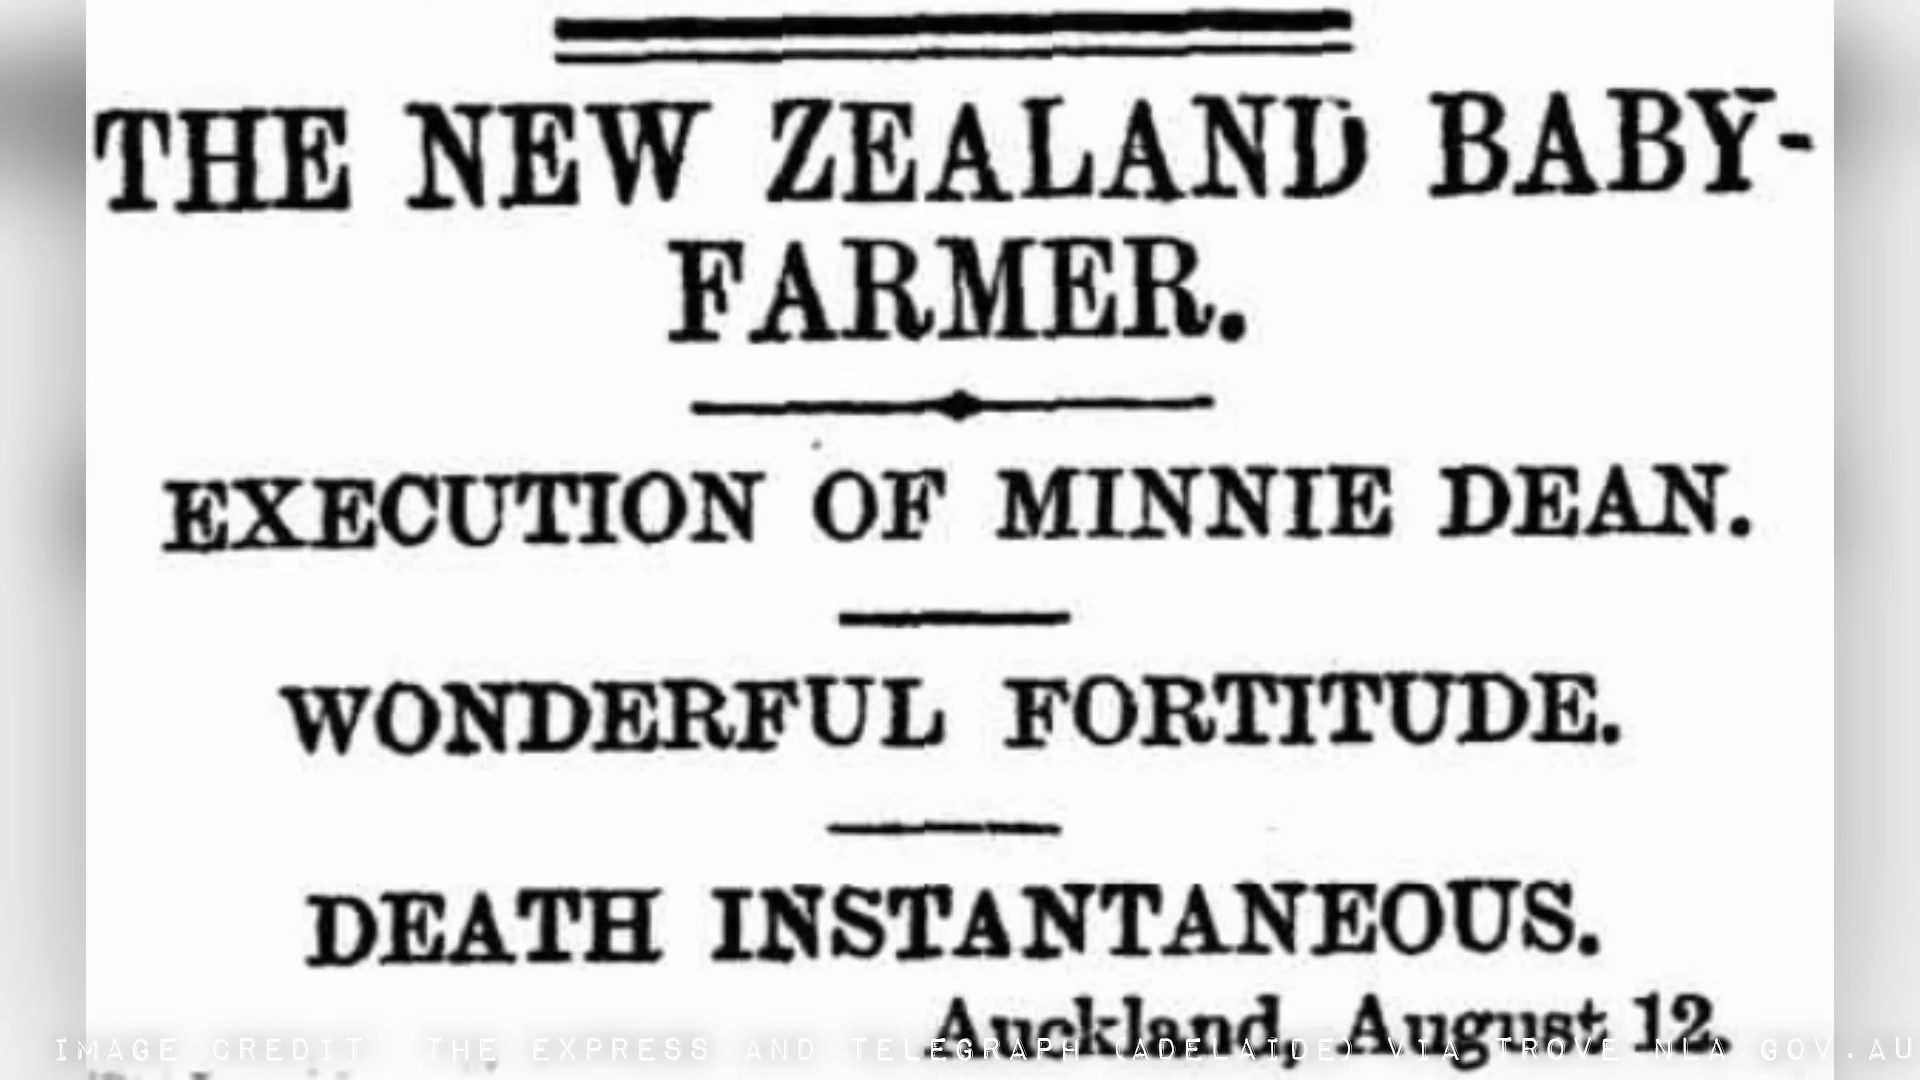 THE NEW ZEALAND BABY-
FARMER.
EXECUTION OF MINNIE DEAN.
WONDERFUL FORTITUDE.
DEATH INSTANTANEOUS.
Auckland, August 12.
IMAGE CREDIT THE EXPRESS AND TELEGRAPH (ADELAIDE) VIA TROVE NLA GOV.AU